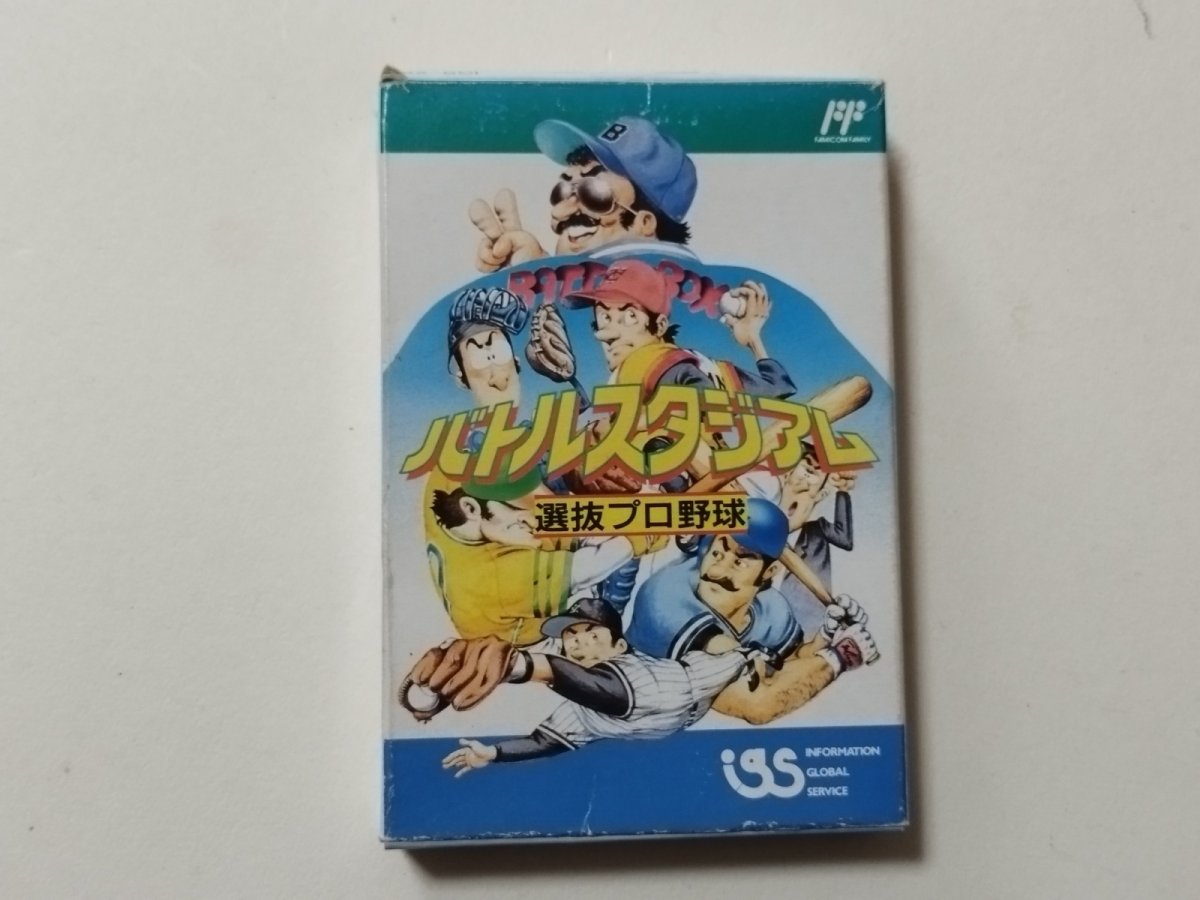 FAMICOM FAMILY
B
バトルスタジアム
選抜プロ野球
igs
INFORMATION
GLOBAL
SERVICE